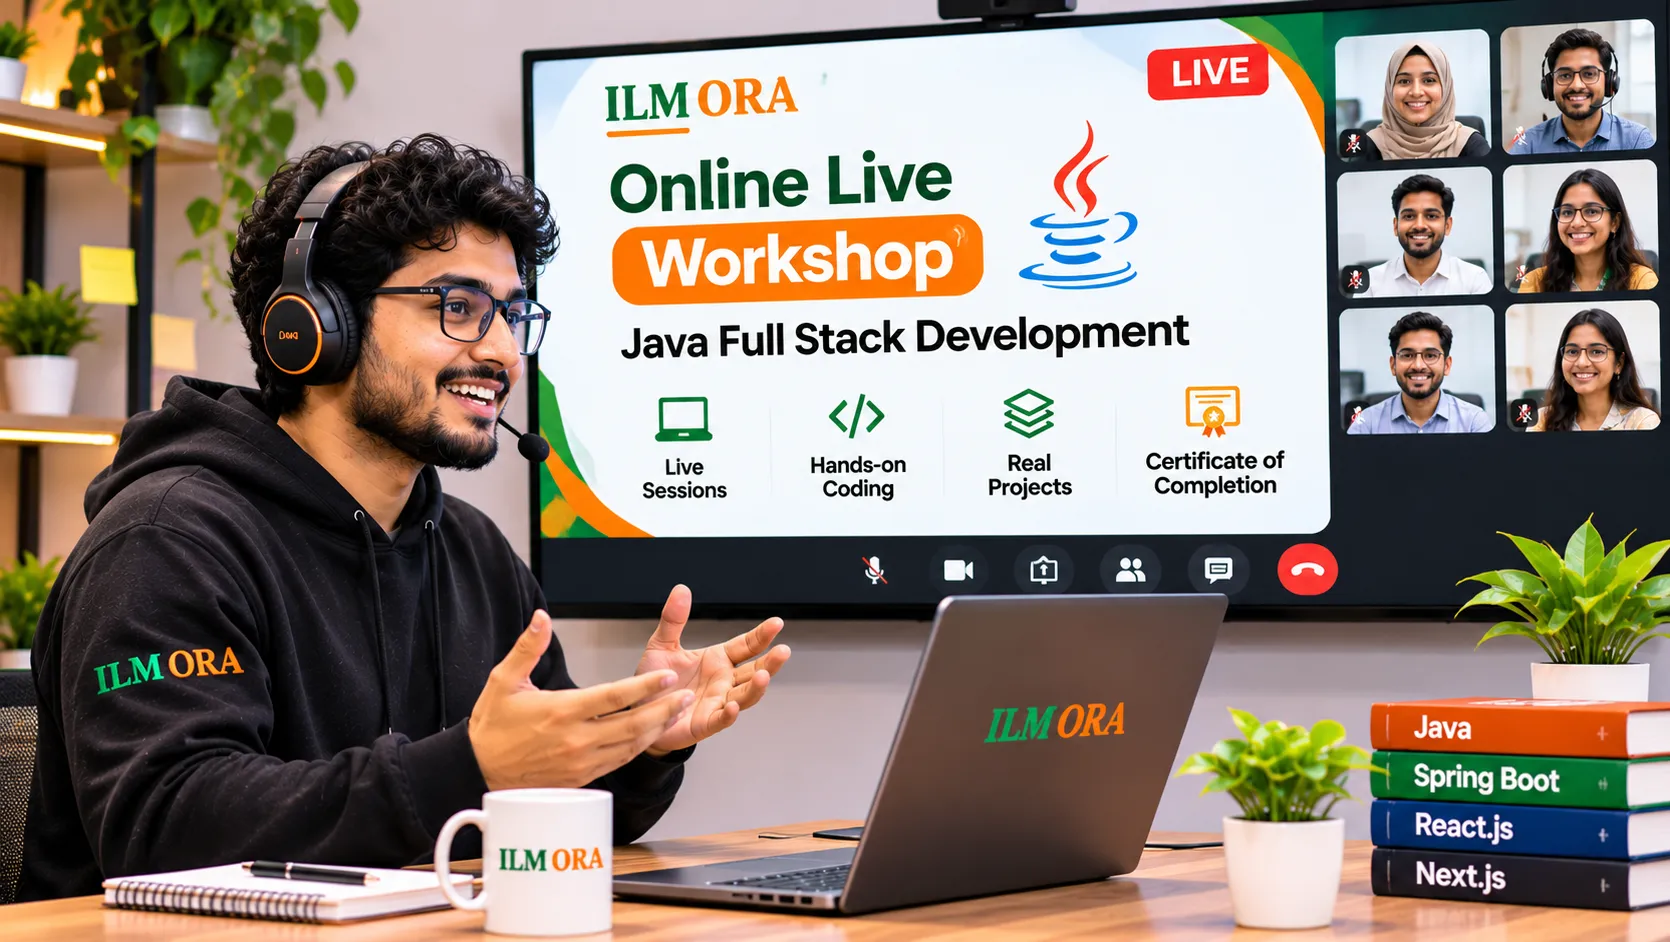 ILM ORA
LIVE
Online Live
Workshop
Java Full Stack Development
Live
Sessions
Hands-on
Coding
Real
Projects
Certificate of
Completion
ILM ORA
ILM ORA
ILM ORA
Java
Spring Boot
React.js
Next.js